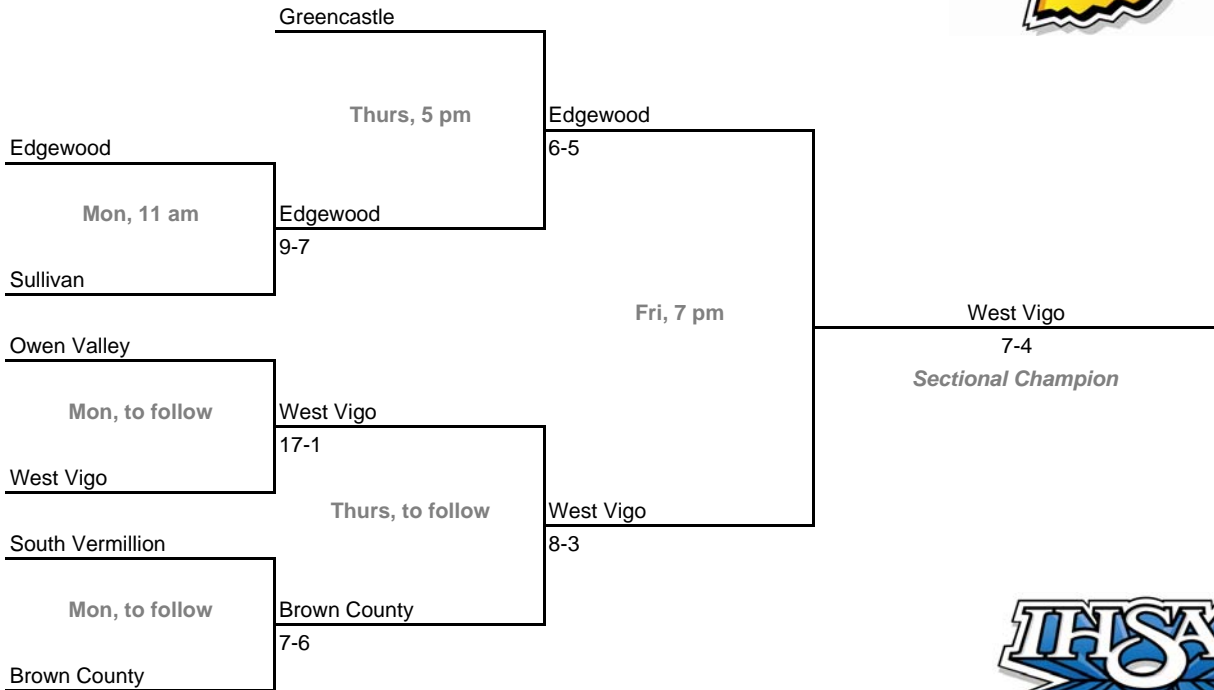 Greencastle
Thurs, 5 pm
Edgewood
6-5
Edgewood
Mon, 11 am
Edgewood
9-7
Sullivan
Fri, 7 pm
West Vigo
7-4
Sectional Champion
Owen Valley
Mon, to follow
West Vigo
17-1
West Vigo
Thurs, to follow
West Vigo
8-3
South Vermillion
Mon, to follow
Brown County
7-6
Brown County
IHSA